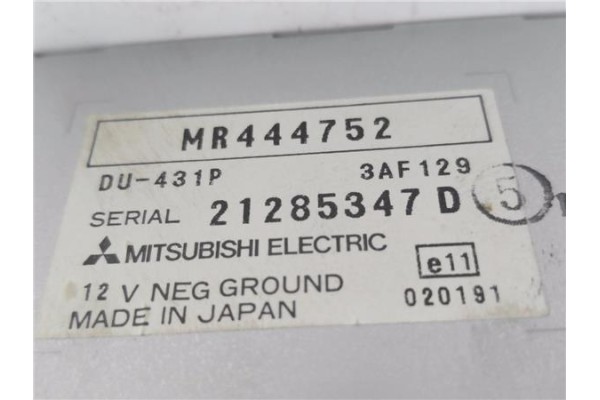 MR444752
DU-431P 3AF129
SERIAL 21285347 D 5
MITSUBISHI ELECTRIC
e11
12 V NEG GROUND 020191
MADE IN JAPAN